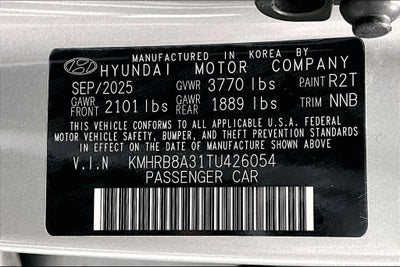 MANUFACTURED IN KOREA BY
HYUNDAI MOTOR COMPANY
SEP/2025 GVWR 3770 lbs PAINT R2T
GAWR FRONT 2101 lbs GAWR REAR 1889 lbs TRIM NNB
THIS VEHICLE CONFORMS TO ALL APPLICABLE U.S.A. FEDERAL
MOTOR VEHICLE SAFETY, BUMPER, AND THEFT PREVENTION STANDARDS
IN EFFECT ON THE DATE OF MANUFACTURE SHOWN ABOVE.
V.I.N KMHRB8A31TU426054
PASSENGER CAR